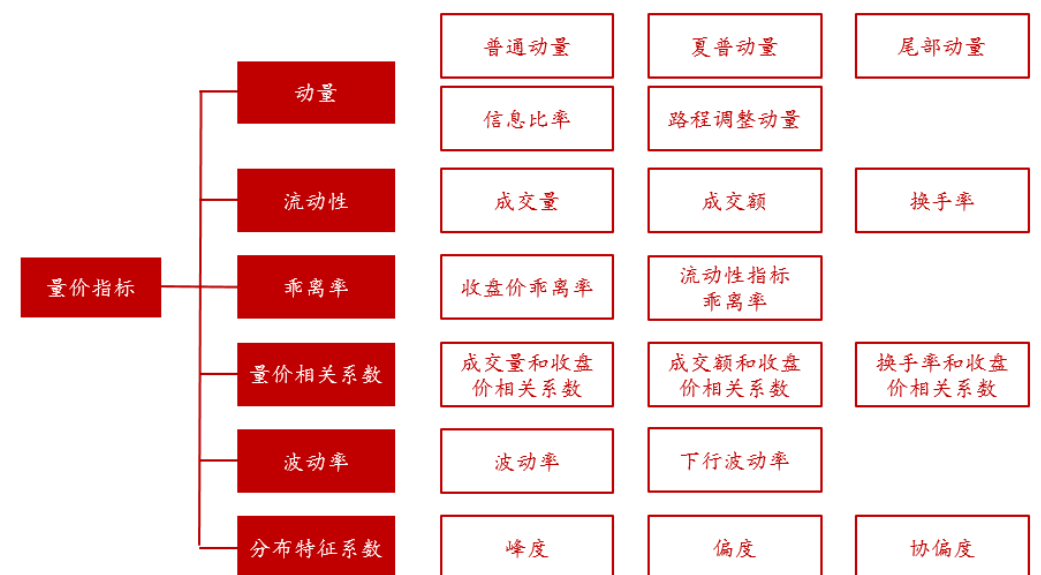 普通动量
夏普动量
尾部动量
动量
信息比率
路程调整动量
流动性
成交量
成交额
换手率
量价指标
乖离率
收盘价乖离率
流动性指标
乖离率
量价相关系数
成交量和收盘
价相关系数
成交额和收盘
价相关系数
换手率和收盘
价相关系数
波动率
波动率
下行波动率
分布特征系数
峰度
偏度
协偏度